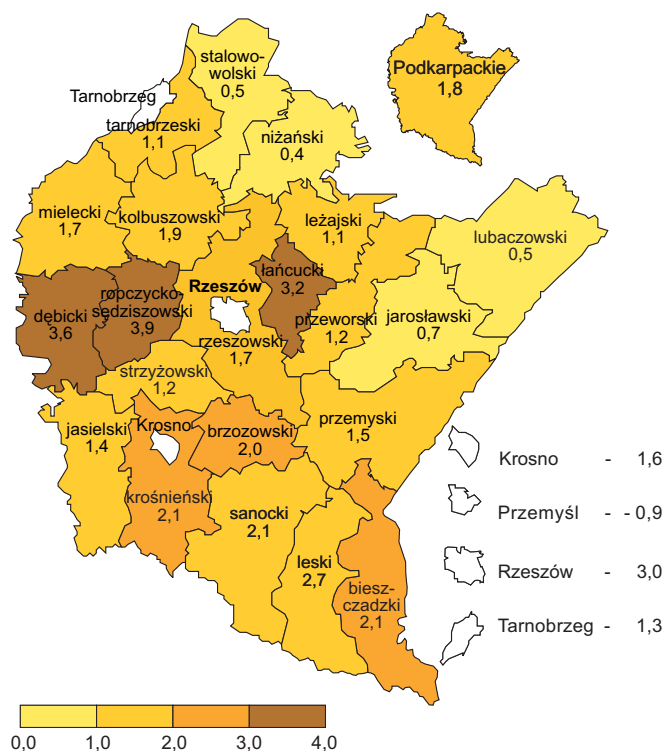 stalowo-
wolski
0,5
Podkarpackie
1,8
Tarnobrzeg
tarnobrzeski
1,1
niżański
0,4
mielecki
1,7
kolbuszowski
1,9
leżajski
1,1
lubaczowski
0,5
dębicki
3,6
ropczycko-
sędziszowski
3,9
Rzeszów
łańcucki
3,2
rzeszowski
1,7
przeworski
1,2
jarosławski
0,7
strzyżowski
1,2
jasielski
1,4
Krosno
brzozowski
2,0
przemyski
1,5
krośnieński
2,1
sanocki
2,1
leski
2,7
biesz-
czadzki
2,1
Krosno - 1,6
Przemyśl - - 0,9
Rzeszów - 3,0
Tarnobrzeg - 1,3
0,0 1,0 2,0 3,0 4,0